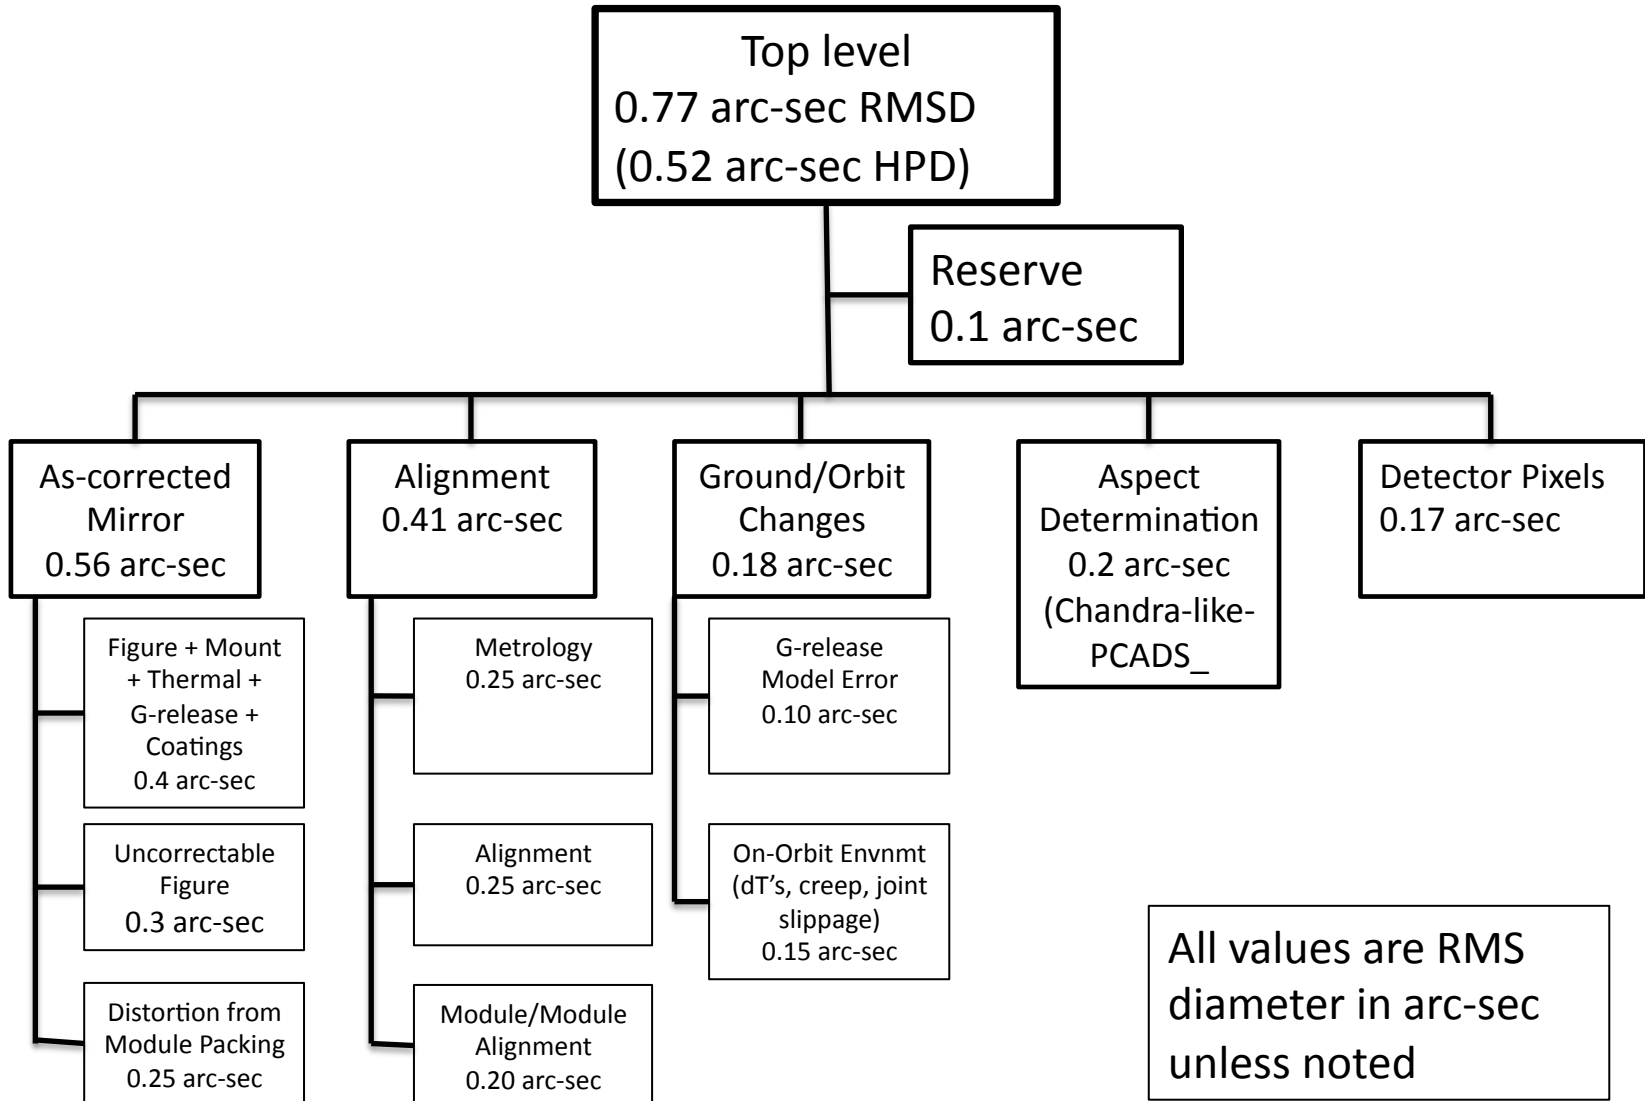 Top level
0.77 arc-sec RMSD
(0.52 arc-sec HPD)
Reserve
0.1 arc-sec
As-corrected
Mirror
0.56 arc-sec
Alignment
0.41 arc-sec
Ground/Orbit
Changes
0.18 arc-sec
Aspect
Determination
0.2 arc-sec
(Chandra-like-
PCADS_
Detector Pixels
0.17 arc-sec
Figure + Mount
+ Thermal +
G-release +
Coatings
0.4 arc-sec
Uncorrectable
Figure
0.3 arc-sec
Distortion from
Module Packing
0.25 arc-sec
Metrology
0.25 arc-sec
Alignment
0.25 arc-sec
Module/Module
Alignment
0.20 arc-sec
G-release
Model Error
0.10 arc-sec
On-Orbit Envnmt
(dT’s, creep, joint
slippage)
0.15 arc-sec
All values are RMS
diameter in arc-sec
unless noted